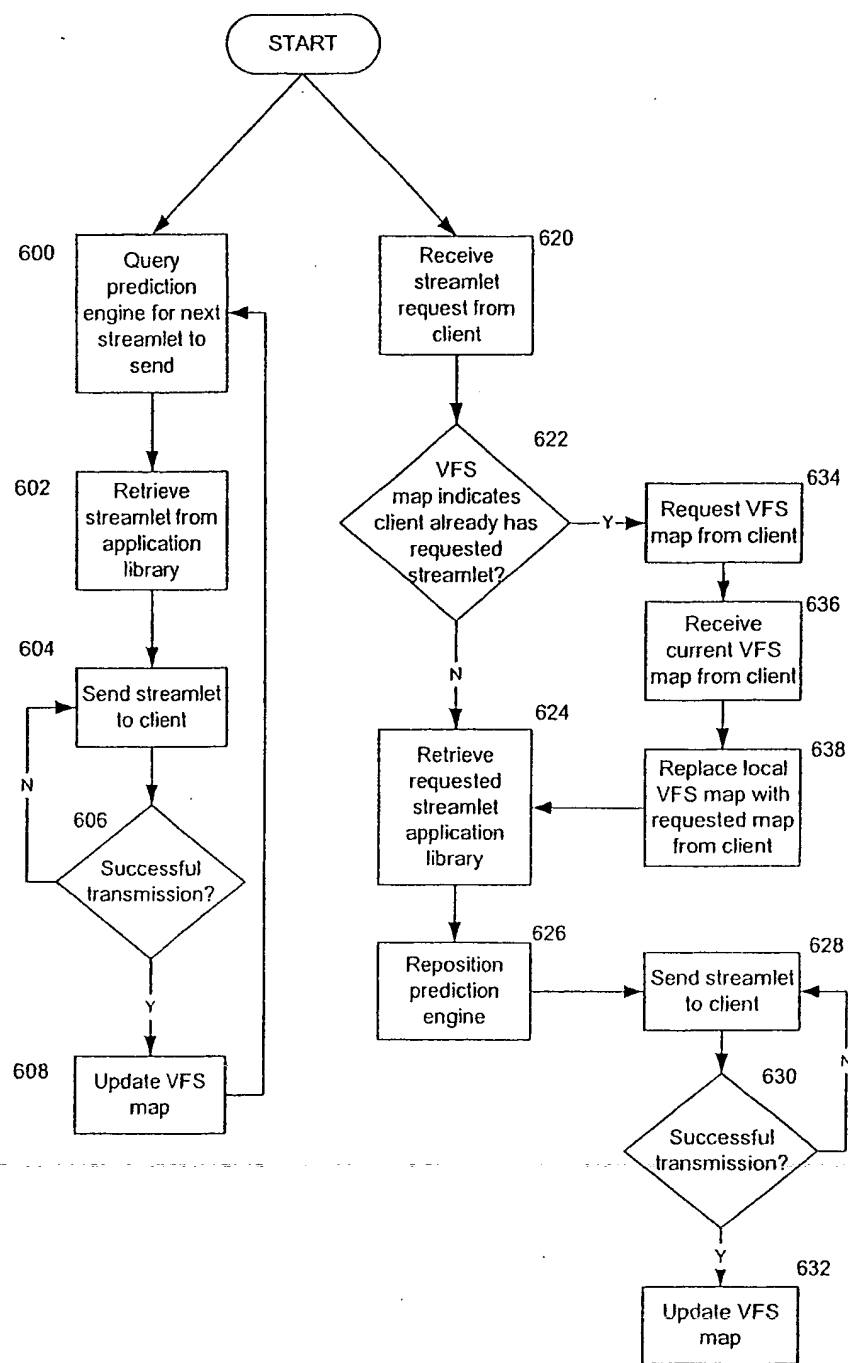 START
600
Query
prediction
engine for next
streamlet to
send
602
Retrieve
streamlet from
application
library
604
Send streamlet
to client
N
606
Successful
transmission?
Y
608
Update VFS
map
620
Receive
streamlet
request from
client
622
VFS
map indicates
client already has
requested
streamlet?
Y
N
634
Request VFS
map from client
636
Receive
current VFS
map from client
638
Replace local
VFS map with
requested map
from client
624
Retrieve
requested
streamlet
application
library
626
Reposition
prediction
engine
628
Send streamlet
to client
N
630
Successful
transmission?
Y
632
Update VFS
map